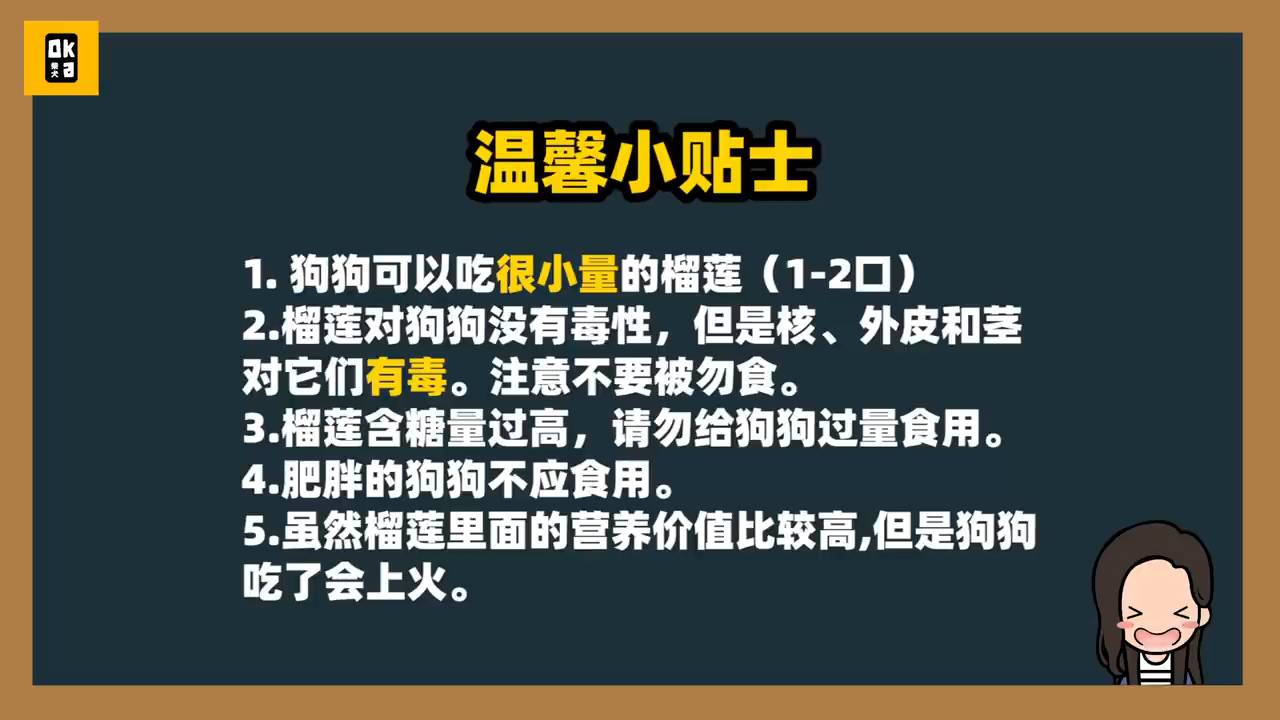 Oka
柴犬
温馨小贴士
1. 狗狗可以吃很小量的榴莲（1-2口）
2.榴莲对狗狗没有毒性，但是核、外皮和茎
对它们有毒。注意不要被勿食。
3.榴莲含糖量过高，请勿给狗狗过量食用。
4.肥胖的狗狗不应食用。
5.虽然榴莲里面的营养价值比较高,但是狗狗
吃了会上火。